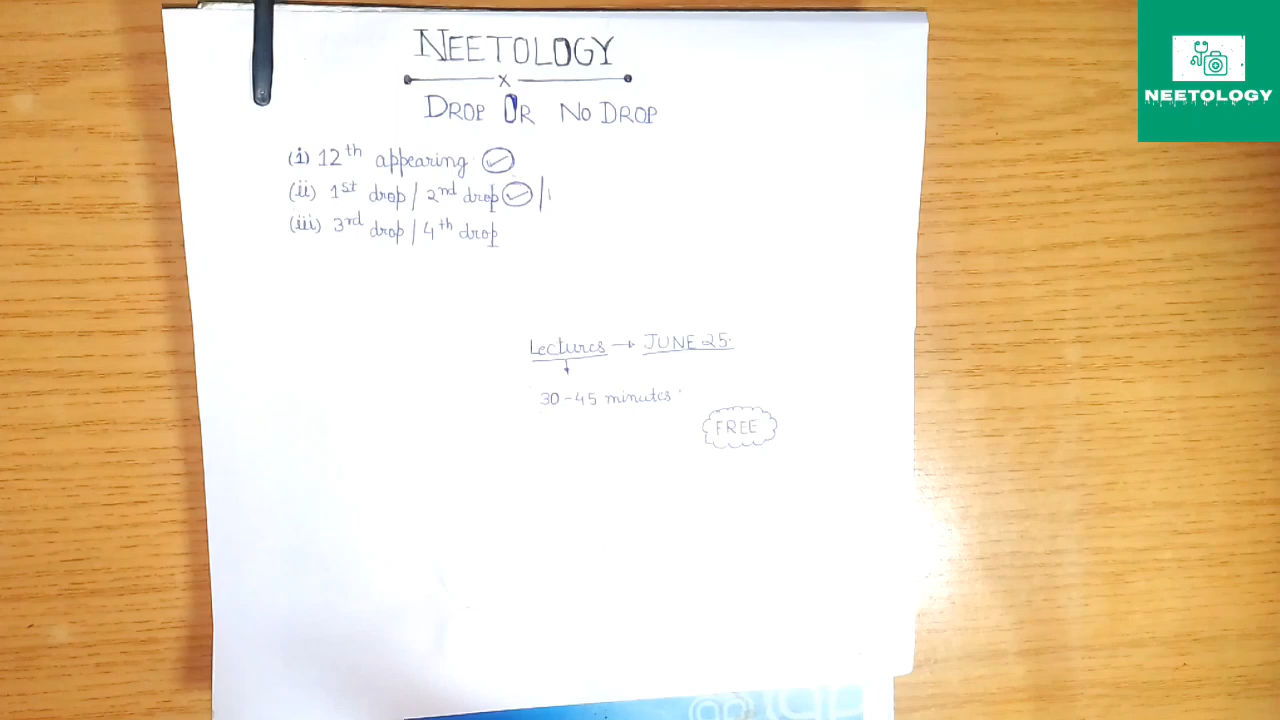 NEETOLOGY
x
DROP OR NO DROP
(i) 12th appearing
(ii) 1st drop / 2nd drop |
(iii) 3rd drop / 4th drop
Lectures → JUNE 25.
30-45 minutes.
FREE
NEETOLOGY